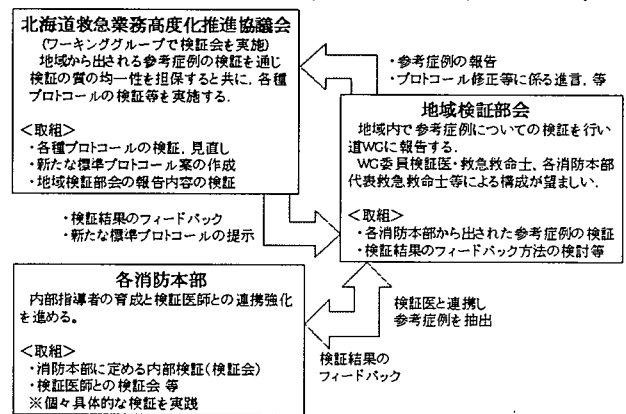 北海道救急業務高度化推進協議会
(ワーキンググループで検証会を実施)
地域から出される参考症例の検証を通じ
検証の質の均一性を担保すると共に，各種
プロトコールの検証等を実施する．
＜取組＞
・各種プロトコールの検証，見直し
・新たな標準プロトコール案の作成
・地域検証部会の報告内容の検証
・参考症例の報告
・プロトコール修正等に係る進言，等
地域検証部会
地域内で参考症例についての検証を行い
道WGに報告する．
WG委員検証医・救急救命士，各消防本部
代表救急救命士等による構成が望ましい．
＜取組＞
・各消防本部から出された参考症例の検証
・検証結果のフィードバック方法の検討等
・検証結果のフィードバック
・新たな標準プロトコールの提示
各消防本部
内部指導者の育成と検証医師との連携強化
を進める。
＜取組＞
・消防本部に定める内部検証(検証会)
・検証医師との検証会 等
※個々具体的な検証を実践
検証医と連携し
参考症例を抽出
検証結果の
フィードバック